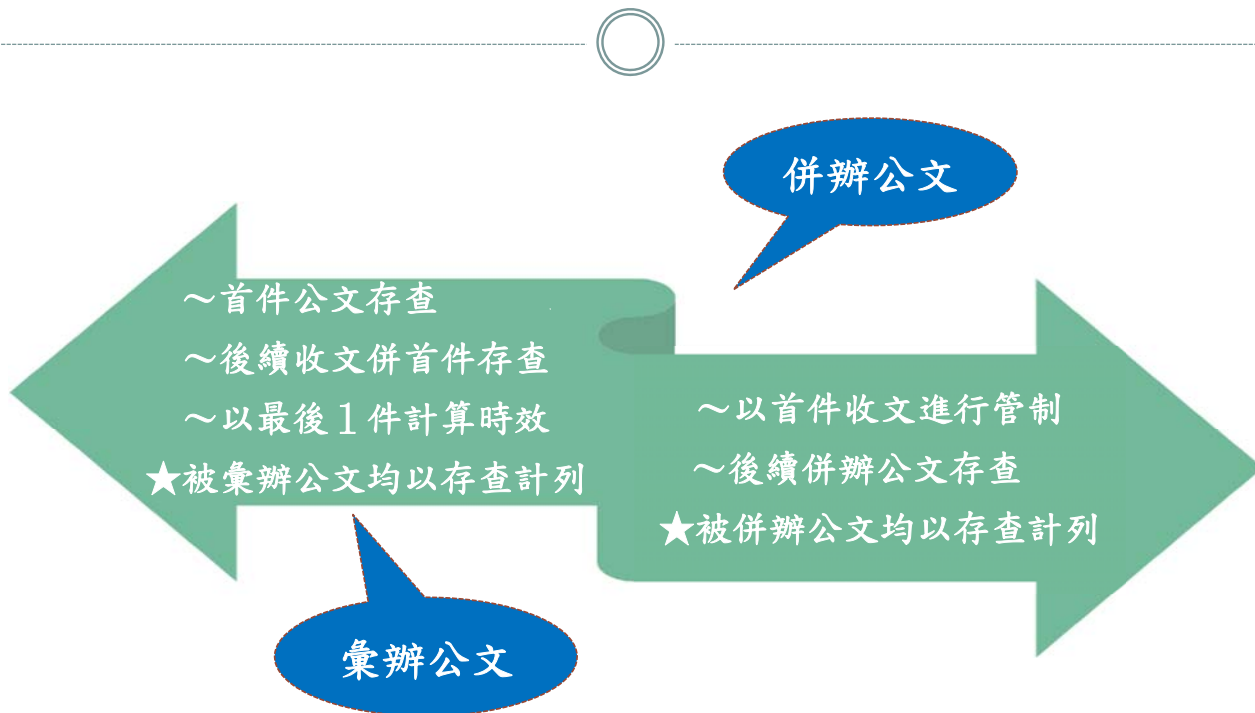 併辦公文
～首件公文存查
～後續收文併首件存查
～以最後１件計算時效
★被彙辦公文均以存查計列
～以首件收文進行管制
～後續併辦公文存查
★被併辦公文均以存查計列
彙辦公文